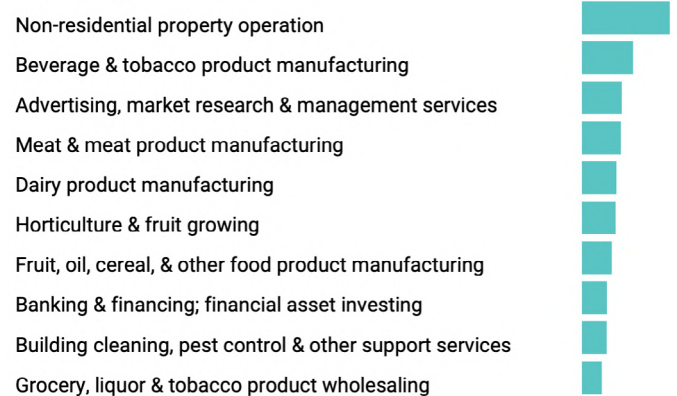 Non-residential property operation
Beverage & tobacco product manufacturing
Advertising, market research & management services
Meat & meat product manufacturing
Dairy product manufacturing
Horticulture & fruit growing
Fruit, oil, cereal, & other food product manufacturing
Banking & financing; financial asset investing
Building cleaning, pest control & other support services
Grocery, liquor & tobacco product wholesaling